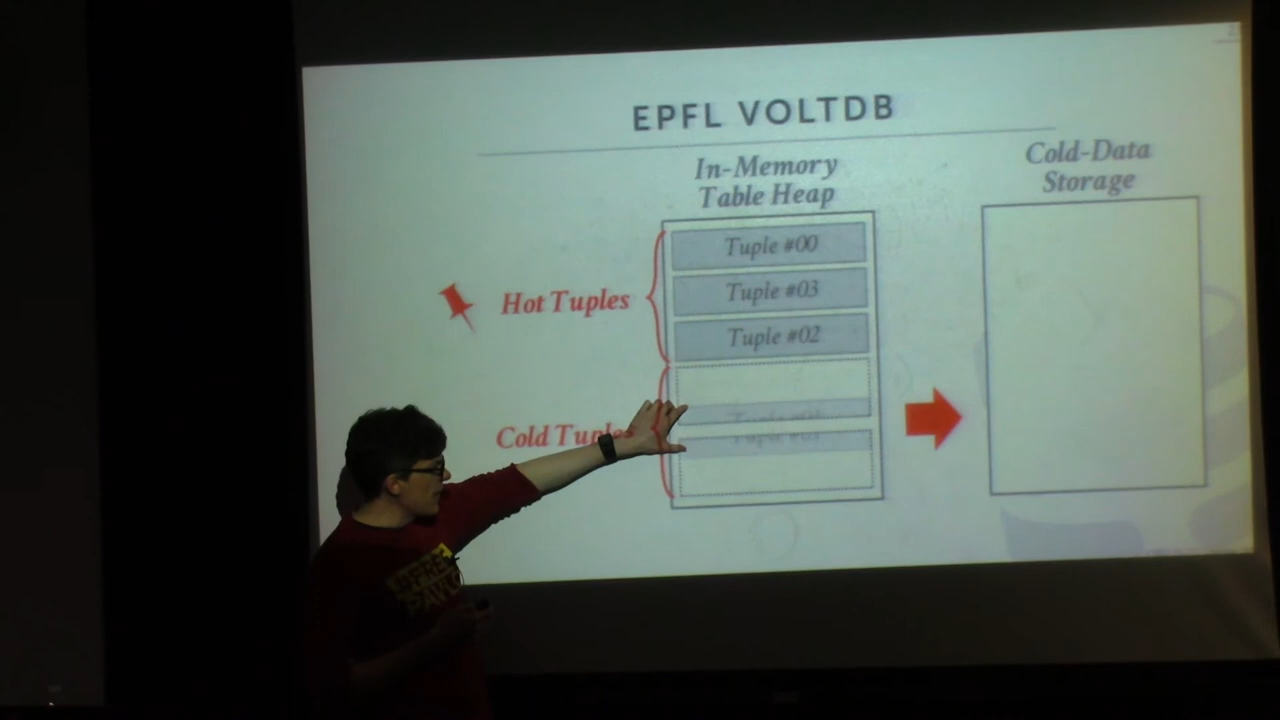 EPFL VOLTDB
In-Memory
Table Heap
Cold-Data
Storage
Tuple #00
Tuple #03
Tuple #02
Hot Tuples
Cold Tuples